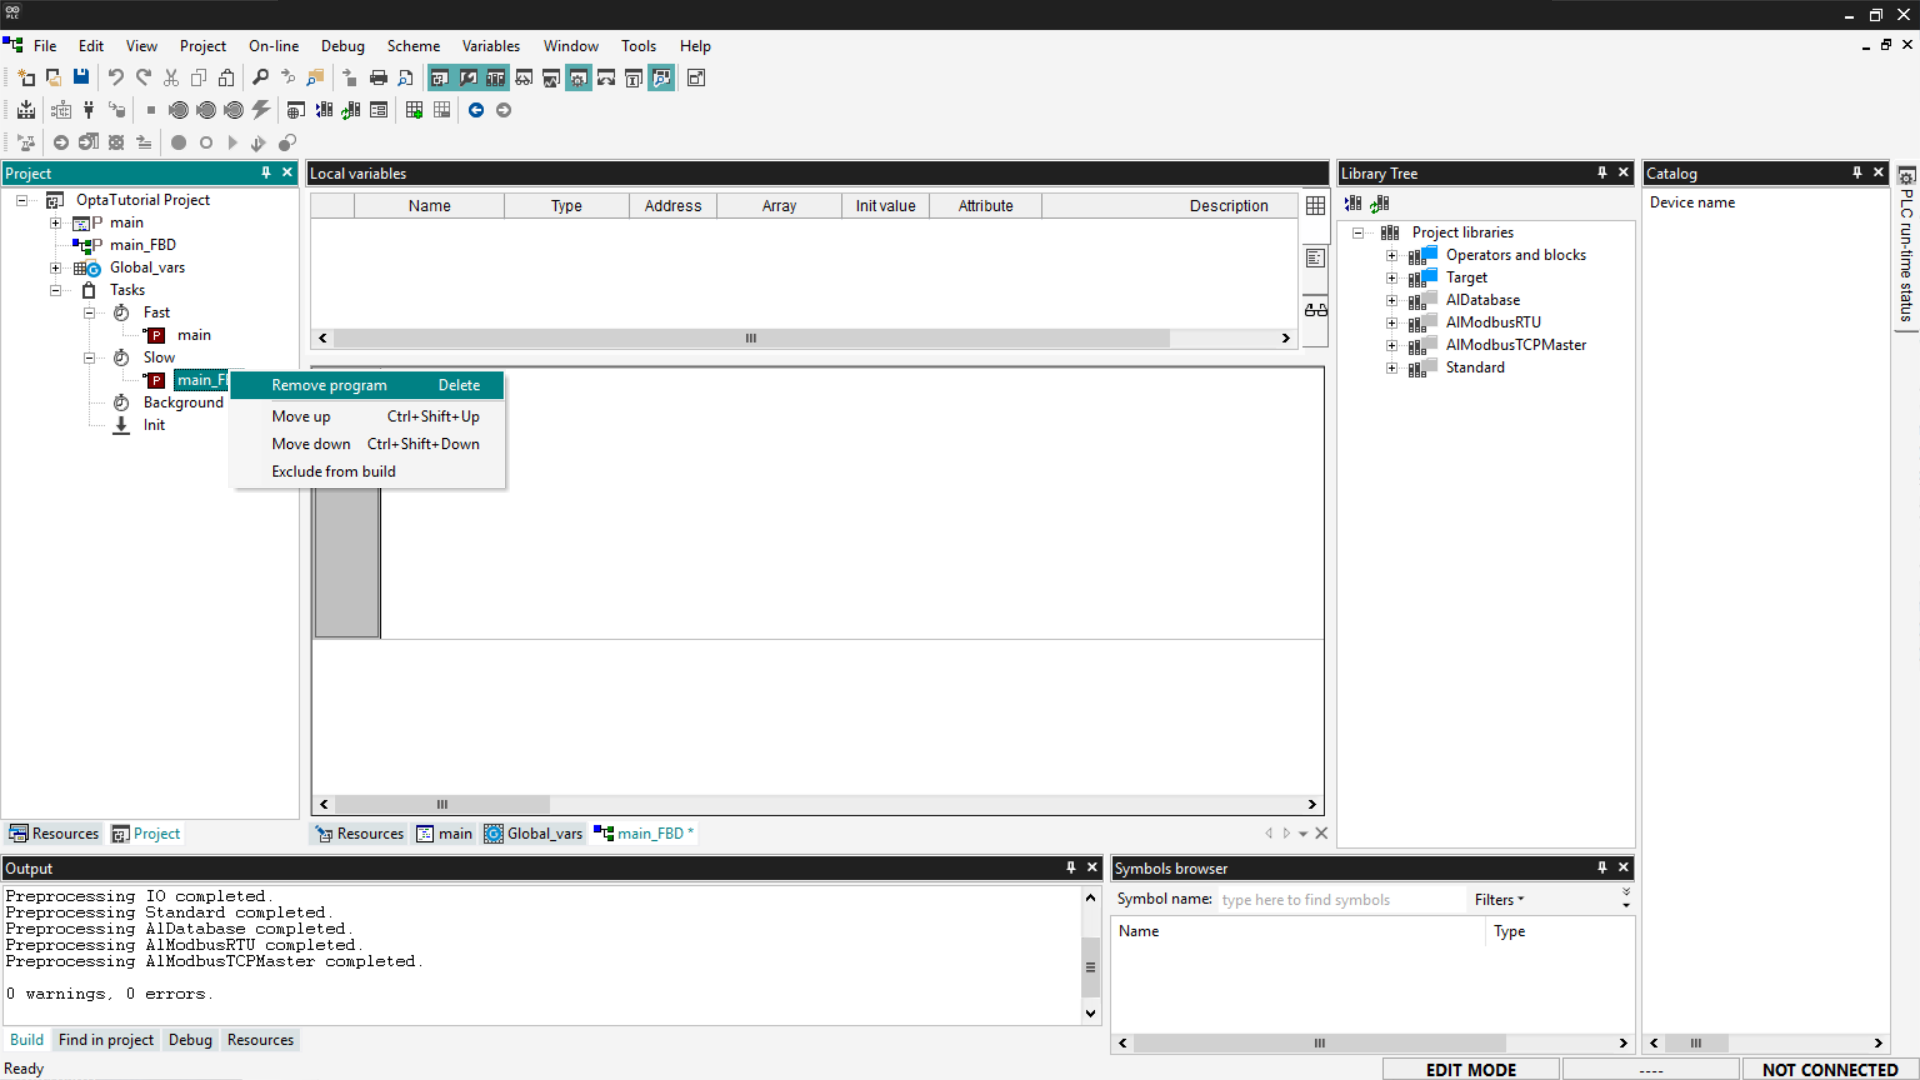 PLC
File Edit View Project On-line Debug Scheme Variables Window Tools Help
Project
OptaTutorial Project
main
main_FBD
Global_vars
Tasks
Fast
main
Slow
Background
Init
Remove program Delete
Move up Ctrl+Shift+Up
Move down Ctrl+Shift+Down
Exclude from build
Resources Project
Local variables
Name Type Address Array Init value Attribute Description
Resources main Global_vars main_FBD *
Library Tree
Project libraries
Operators and blocks
Target
AlDatabase
AlModbusRTU
AlModbusTCPMaster
Standard
Catalog
Device name
PLC run-time status
Output
Preprocessing IO completed.
Preprocessing Standard completed.
Preprocessing AlDatabase completed.
Preprocessing AlModbusRTU completed.
Preprocessing AlModbusTCPMaster completed.
0 warnings, 0 errors.
Build Find in project Debug Resources
Symbols browser
Symbol name: type here to find symbols Filters
Name Type
Ready EDIT MODE ---- NOT CONNECTED